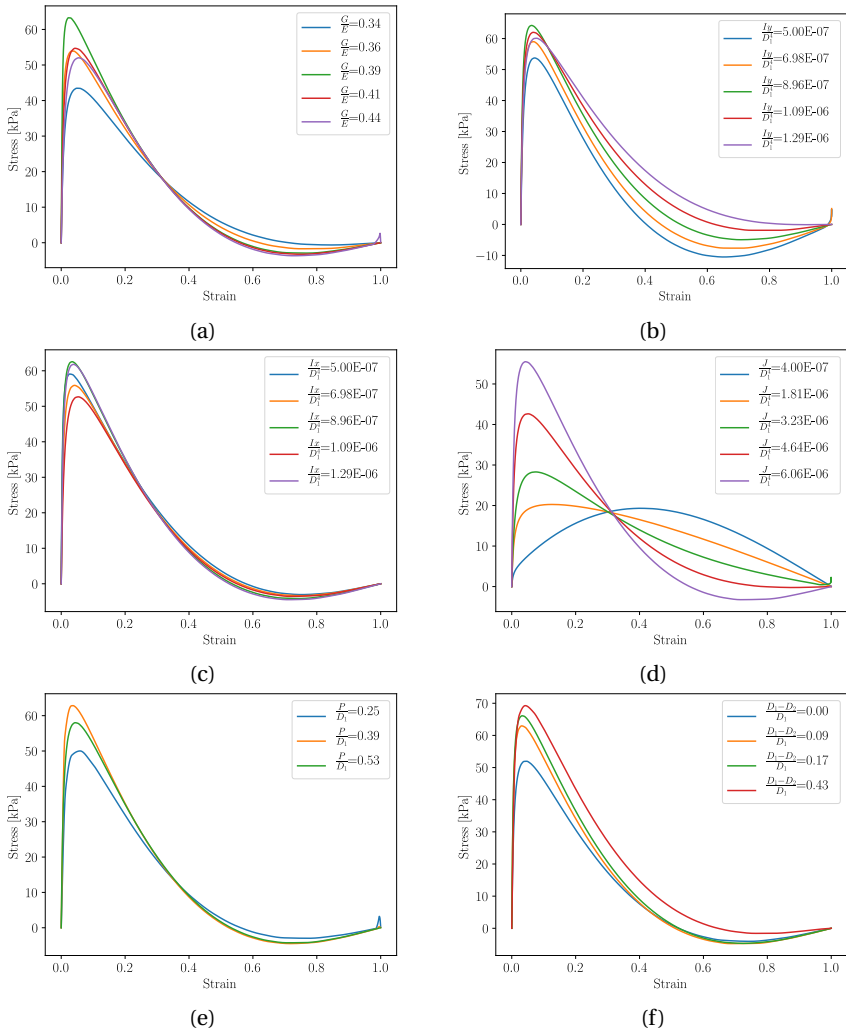 60
50
40
30
20
10
0
Stress [kPa]
0.0 0.2 0.4 0.6 0.8 1.0
Strain
G/E=0.34
G/E=0.36
G/E=0.39
G/E=0.41
G/E=0.44
(a)
60
50
40
30
20
10
0
−10
Stress [kPa]
0.0 0.2 0.4 0.6 0.8 1.0
Strain
Iy/D₁⁴=5.00E-07
Iy/D₁⁴=6.98E-07
Iy/D₁⁴=8.96E-07
Iy/D₁⁴=1.09E-06
Iy/D₁⁴=1.29E-06
(b)
60
50
40
30
20
10
0
Stress [kPa]
0.0 0.2 0.4 0.6 0.8 1.0
Strain
Ix/D₁⁴=5.00E-07
Ix/D₁⁴=6.98E-07
Ix/D₁⁴=8.96E-07
Ix/D₁⁴=1.09E-06
Ix/D₁⁴=1.29E-06
(c)
50
40
30
20
10
0
Stress [kPa]
0.0 0.2 0.4 0.6 0.8 1.0
Strain
J/D₁⁴=4.00E-07
J/D₁⁴=1.81E-06
J/D₁⁴=3.23E-06
J/D₁⁴=4.64E-06
J/D₁⁴=6.06E-06
(d)
60
50
40
30
20
10
0
Stress [kPa]
0.0 0.2 0.4 0.6 0.8 1.0
Strain
P/D₁=0.25
P/D₁=0.39
P/D₁=0.53
(e)
70
60
50
40
30
20
10
0
Stress [kPa]
0.0 0.2 0.4 0.6 0.8 1.0
Strain
D₁−D₂/D₁=0.00
D₁−D₂/D₁=0.09
D₁−D₂/D₁=0.17
D₁−D₂/D₁=0.43
(f)